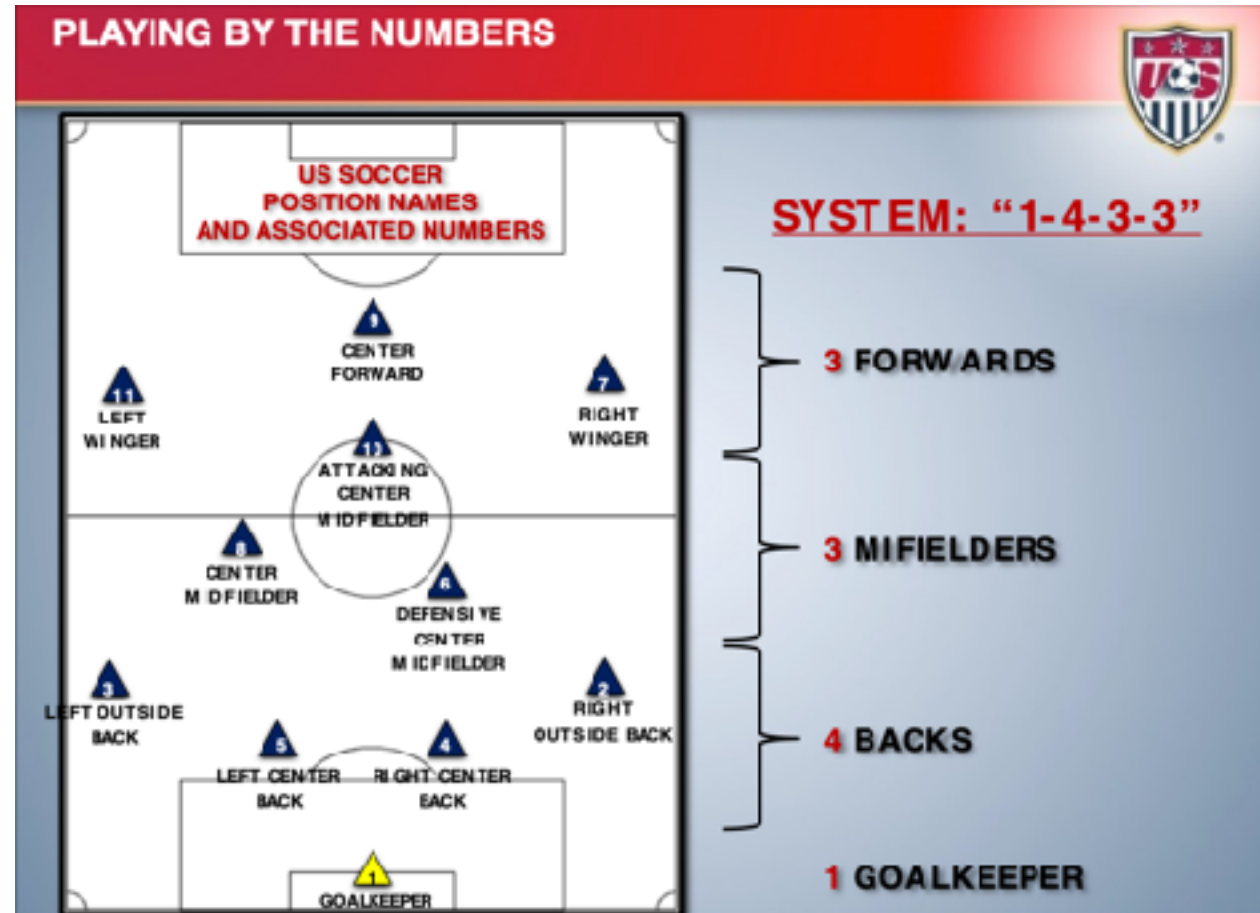 PLAYING BY THE NUMBERS
US
US SOCCER
POSITION NAMES
AND ASSOCIATED NUMBERS
SYSTEM: “1-4-3-3”
9
CENTER
FORWARD
11
LEFT
WINGER
7
RIGHT
WINGER
3 FORWARDS
10
ATTACKING
CENTER
MIDFIELDER
8
CENTER
MIDFIELDER
6
DEFENSIVE
CENTER
MIDFIELDER
3 MIFIELDERS
3
LEFT OUTSIDE
BACK
2
RIGHT
OUTSIDE BACK
5
LEFT CENTER
BACK
4
RIGHT CENTER
BACK
4 BACKS
1
GOALKEEPER
1 GOALKEEPER